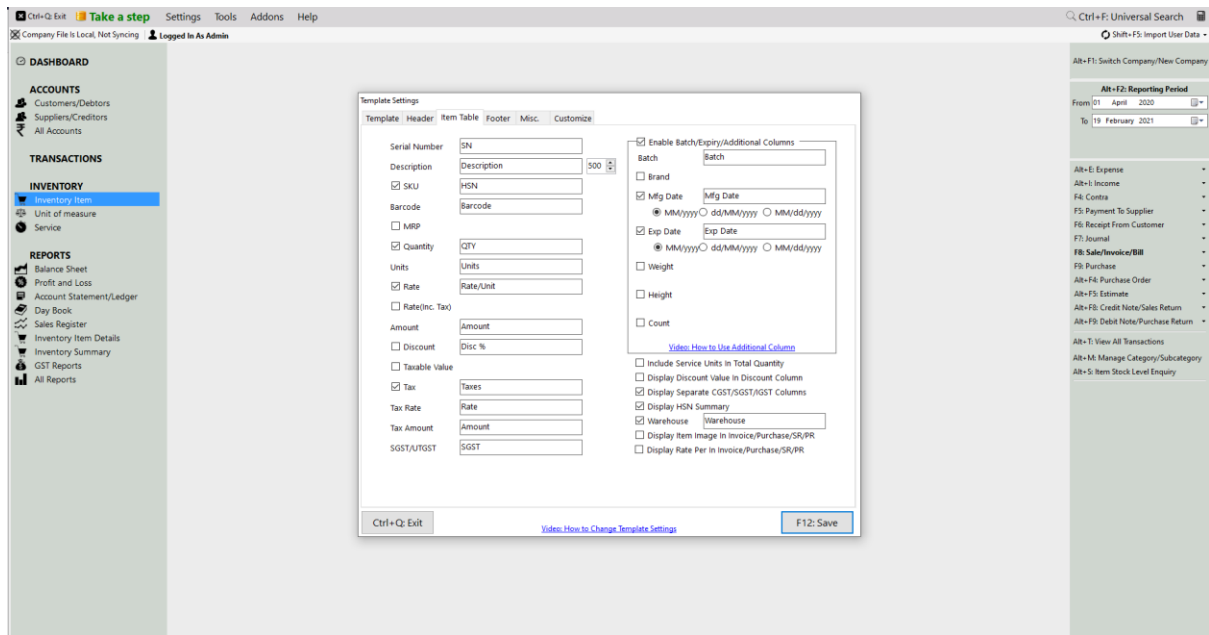 Ctrl+Q: Exit Take a step Settings Tools Addons Help Ctrl+F: Universal Search
Company File Is Local, Not Syncing Logged In As Admin Shift+F5: Import User Data
DASHBOARD
ACCOUNTS
Customers/Debtors
Suppliers/Creditors
All Accounts
TRANSACTIONS
INVENTORY
Inventory Item
Unit of measure
Service
REPORTS
Balance Sheet
Profit and Loss
Account Statement/Ledger
Day Book
Sales Register
Inventory Item Details
Inventory Summary
GST Reports
All Reports
Template Settings
Template Header Item Table Footer Misc. Customize
Serial Number SN
Description Description 500
SKU HSN
Barcode Barcode
MRP
Quantity QTY
Units Units
Rate Rate/Unit
Rate(Inc. Tax)
Amount Amount
Discount Disc %
Taxable Value
Tax Taxes
Tax Rate Rate
Tax Amount Amount
SGST/UTGST SGST
Enable Batch/Expiry/Additional Columns
Batch Batch
Brand
Mfg Date Mfg Date
MM/yyyy dd/MM/yyyy MM/dd/yyyy
Exp Date Exp Date
MM/yyyy dd/MM/yyyy MM/dd/yyyy
Weight
Height
Count
Video: How to Use Additional Column
Include Service Units In Total Quantity
Display Discount Value In Discount Column
Display Separate CGST/SGST/IGST Columns
Display HSN Summary
Warehouse Warehouse
Display Item Image In Invoice/Purchase/SR/PR
Display Rate Per In Invoice/Purchase/SR/PR
Ctrl+Q: Exit Video: How to Change Template Settings F12: Save
Alt+F1: Switch Company/New Company
Alt+F2: Reporting Period
From 01 April 2020
To 19 February 2021
Alt+E: Expense
Alt+I: Income
F4: Contra
F5: Payment To Supplier
F6: Receipt From Customer
F7: Journal
F8: Sale/Invoice/Bill
F9: Purchase
Alt+F4: Purchase Order
Alt+F5: Estimate
Alt+F8: Credit Note/Sales Return
Alt+F9: Debit Note/Purchase Return
Alt+T: View All Transactions
Alt+M: Manage Category/Subcategory
Alt+S: Item Stock Level Enquiry